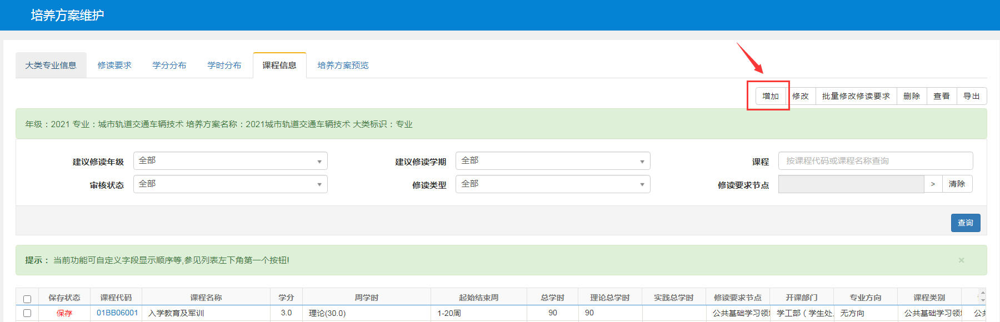 培养方案维护
大类专业信息 修读要求 学分分布 学时分布 课程信息 培养方案预览
增加 修改 批量修改修读要求 删除 查看 导出
年级：2021 专业：城市轨道交通车辆技术 培养方案名称：2021城市轨道交通车辆技术 大类标识：专业
建议修读年级 全部 建议修读学期 全部 课程 按课程代码或课程名称查询
审核状态 全部 修读类型 全部 修读要求节点 > 清除
查询
提示： 当前功能可自定义字段显示顺序等,参见列表左下角第一个按钮! ×
保存状态 课程代码 课程名称 学分 周学时 起始结束周 总学时 理论总学时 实践总学时 修读要求节点 开课部门 专业方向 课程类别
保存 01BB06001 入学教育及军训 3.0 理论(30.0) 1-20周 90 90 公共基础学习领 学工部（学生处 无方向 公共基础学习领 公共